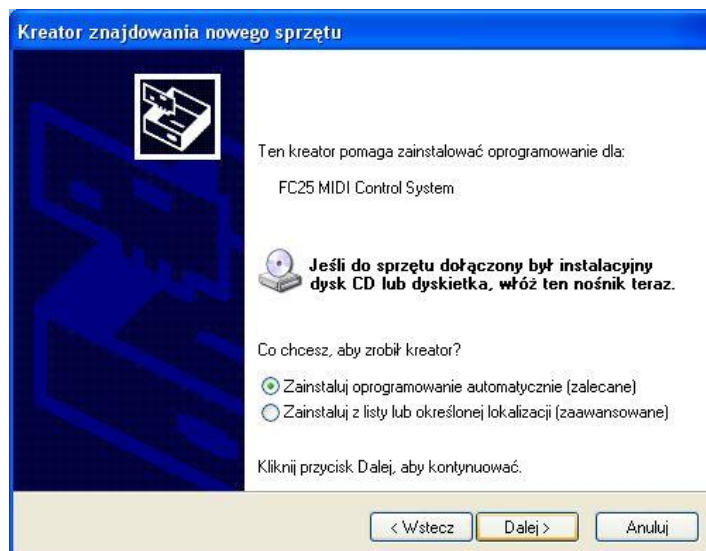 Kreator znajdowania nowego sprzętu
Ten kreator pomaga zainstalować oprogramowanie dla:
FC25 MIDI Control System
Jeśli do sprzętu dołączony był instalacyjny
dysk CD lub dyskietka, włóż ten nośnik teraz.
Co chcesz, aby zrobił kreator?
Zainstaluj oprogramowanie automatycznie (zalecane)
Zainstaluj z listy lub określonej lokalizacji (zaawansowane)
Kliknij przycisk Dalej, aby kontynuować.
< Wstecz Dalej > Anuluj